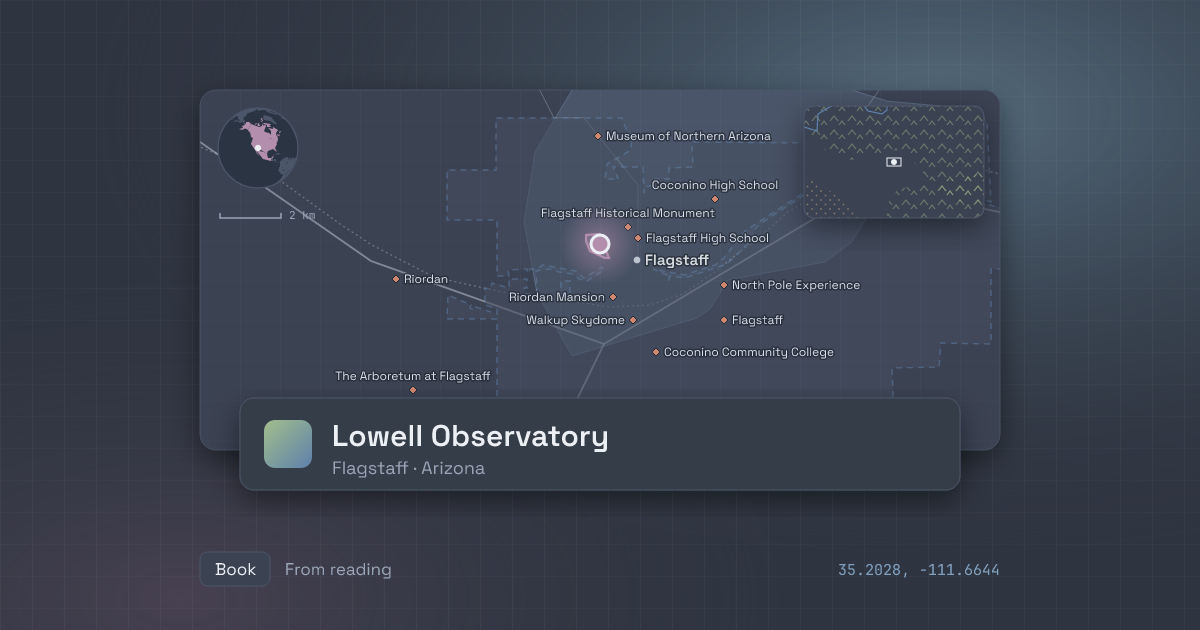 Museum of Northern Arizona
Coconino High School
2 km
Flagstaff Historical Monument
Flagstaff High School
Flagstaff
Riordan
North Pole Experience
Riordan Mansion
Walkup Skydome
Flagstaff
Coconino Community College
The Arboretum at Flagstaff
Lowell Observatory
Flagstaff · Arizona
Book
From reading
35.2028, -111.6644